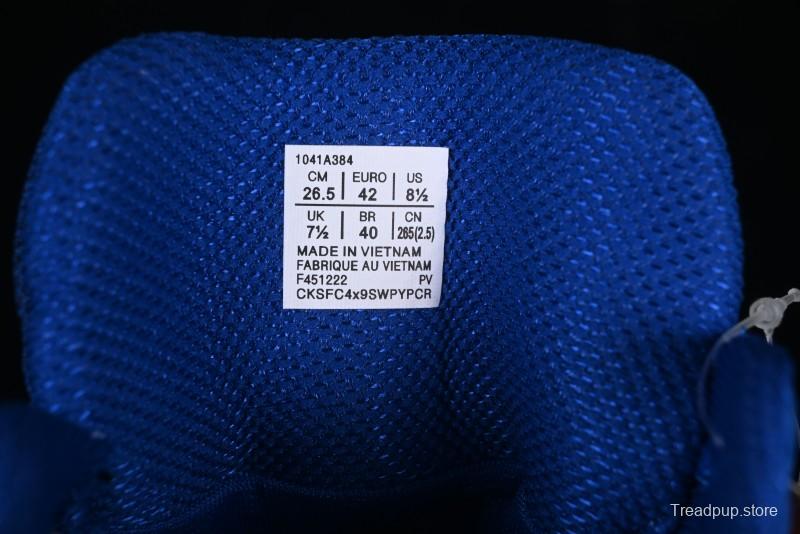 1041A384
CM EURO US
26.5 42 8½
UK BR CN
7½ 40 265(2.5)
MADE IN VIETNAM
FABRIQUE AU VIETNAM
F451222 PV
CKSFC4x9SWPYPCR
Treadpup.store